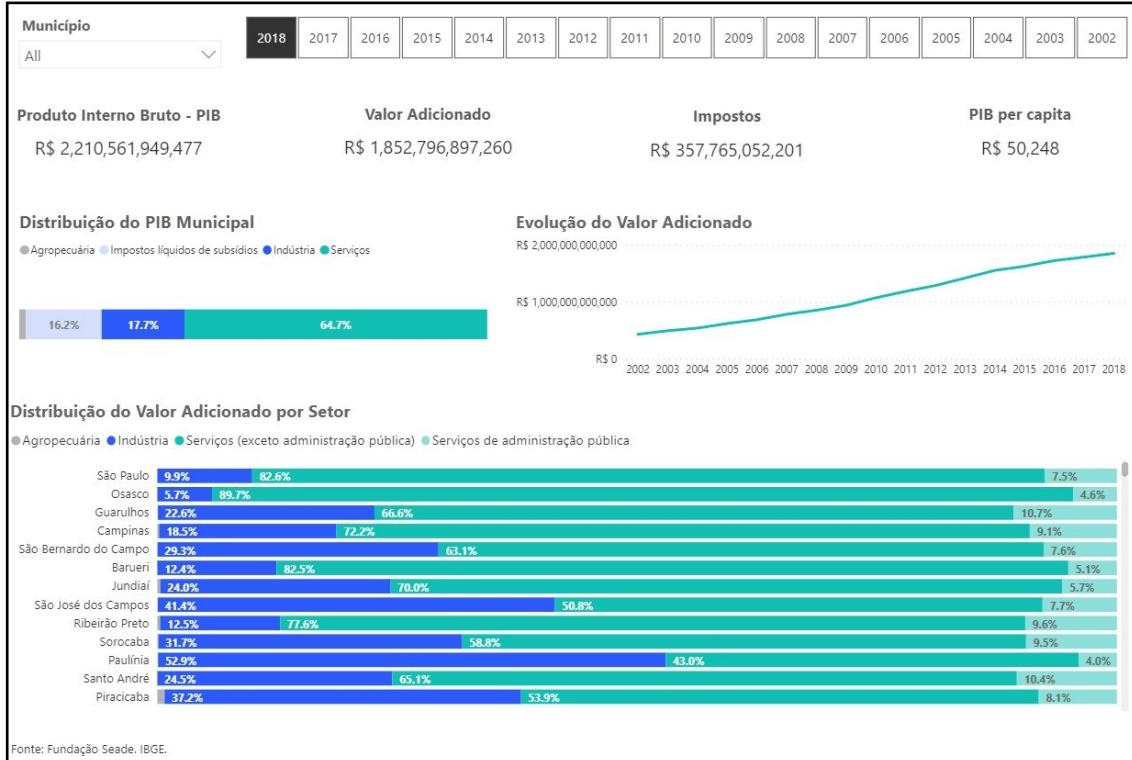 Município
All
2018 2017 2016 2015 2014 2013 2012 2011 2010 2009 2008 2007 2006 2005 2004 2003 2002
Produto Interno Bruto - PIB
R$ 2,210,561,949,477
Valor Adicionado
R$ 1,852,796,897,260
Impostos
R$ 357,765,052,201
PIB per capita
R$ 50,248
Distribuição do PIB Municipal
Agropecuária Impostos líquidos de subsídios Indústria Serviços
16.2% 17.7% 64.7%
Evolução do Valor Adicionado
R$ 2,000,000,000,000
R$ 1,000,000,000,000
R$ 0
2002 2003 2004 2005 2006 2007 2008 2009 2010 2011 2012 2013 2014 2015 2016 2017 2018
Distribuição do Valor Adicionado por Setor
Agropecuária Indústria Serviços (exceto administração pública) Serviços de administração pública
São Paulo 9.9% 82.6% 7.5%
Osasco 5.7% 89.7% 4.6%
Guarulhos 22.6% 66.6% 10.7%
Campinas 18.5% 72.2% 9.1%
São Bernardo do Campo 29.3% 63.1% 7.6%
Barueri 12.4% 82.5% 5.1%
Jundiaí 24.0% 70.0% 5.7%
São José dos Campos 41.4% 50.8% 7.7%
Ribeirão Preto 12.5% 77.6% 9.6%
Sorocaba 31.7% 58.8% 9.5%
Paulínia 52.9% 43.0% 4.0%
Santo André 24.5% 65.1% 10.4%
Piracicaba 37.2% 53.9% 8.1%
Fonte: Fundação Seade. IBGE.